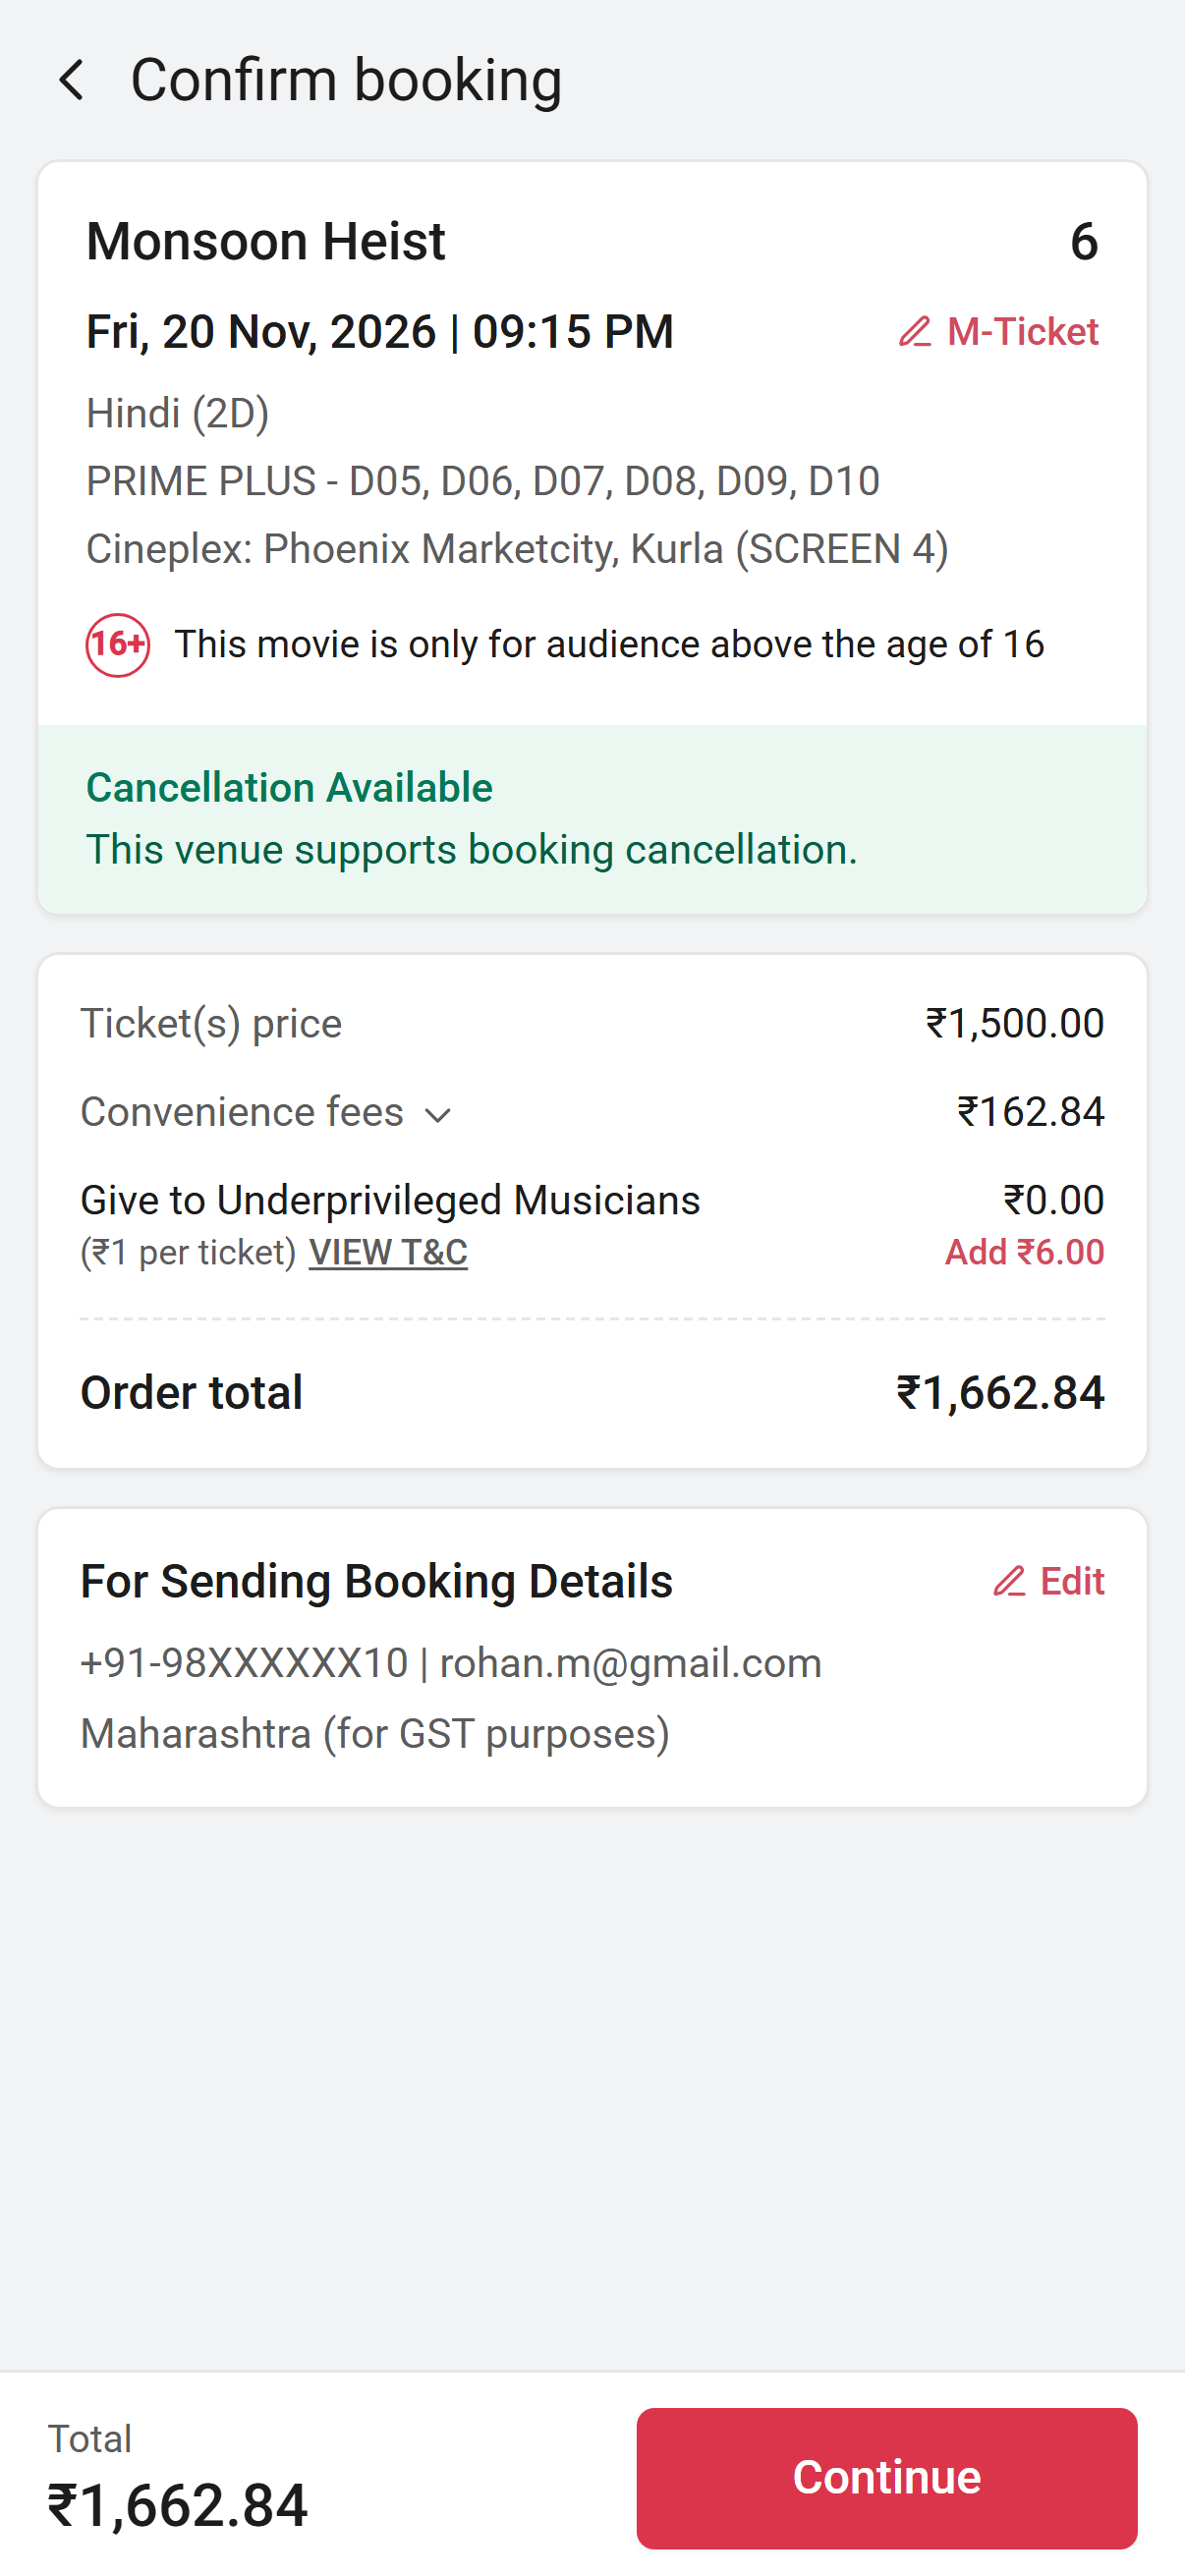 Confirm booking
Monsoon Heist 6
Fri, 20 Nov, 2026 | 09:15 PM M-Ticket
Hindi (2D)
PRIME PLUS - D05, D06, D07, D08, D09, D10
Cineplex: Phoenix Marketcity, Kurla (SCREEN 4)
16+ This movie is only for audience above the age of 16
Cancellation Available
This venue supports booking cancellation.
Ticket(s) price ₹1,500.00
Convenience fees ₹162.84
Give to Underprivileged Musicians ₹0.00
(₹1 per ticket) VIEW T&C Add ₹6.00
Order total ₹1,662.84
For Sending Booking Details Edit
+91-98XXXXXX10 | rohan.m@gmail.com
Maharashtra (for GST purposes)
Total
₹1,662.84
Continue